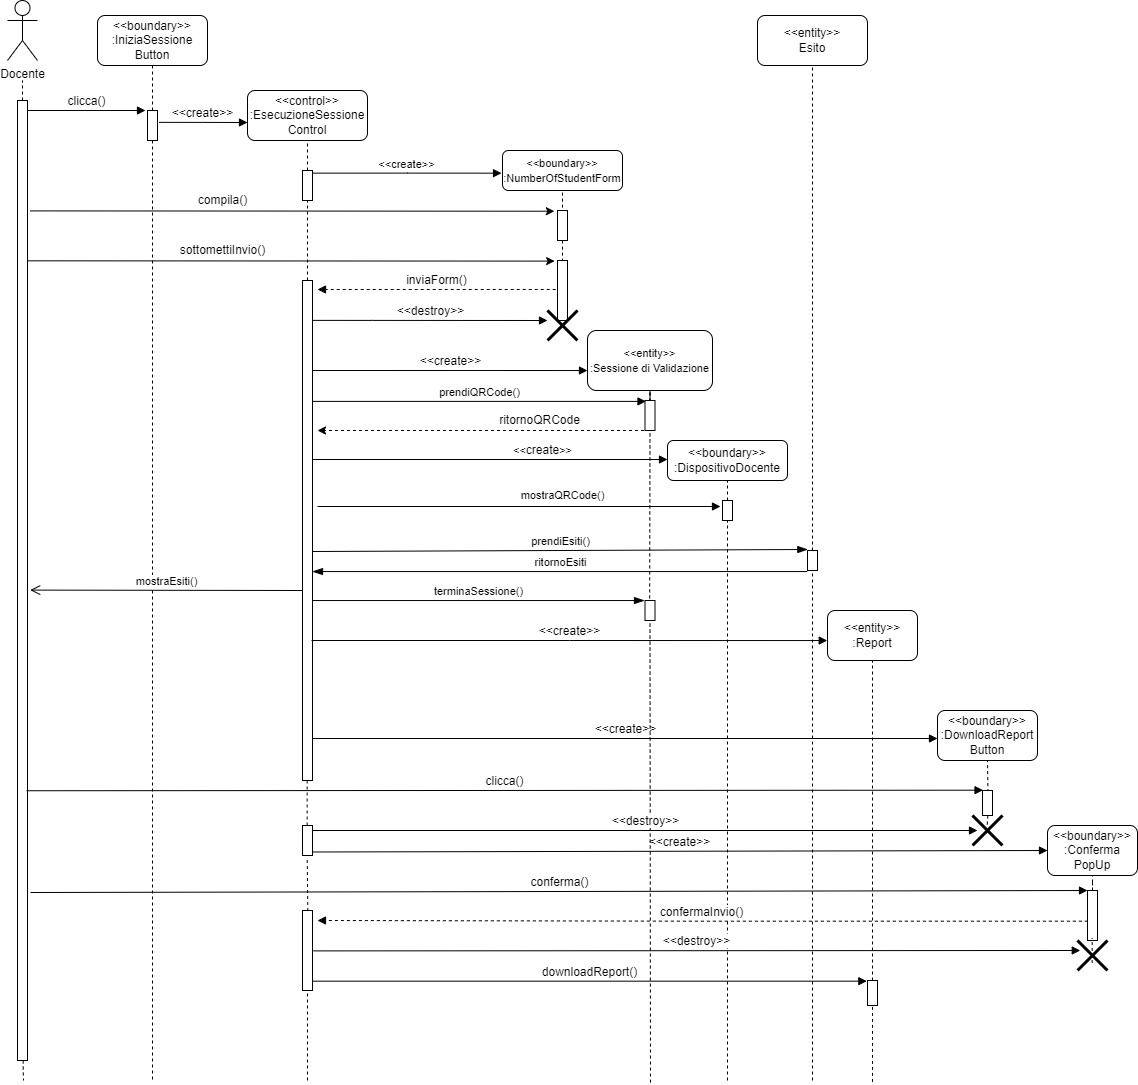 <<boundary>>
:IniziaSessione
Button
<<entity>>
Esito
Docente
clicca()
<<create>>
<<control>>
:EsecuzioneSessione
Control
<<create>>
<<boundary>>
:NumberOfStudentForm
compila()
sottomettiInvio()
inviaForm()
<<destroy>>
<<entity>>
:Sessione di Validazione
<<create>>
prendiQRCode()
ritornoQRCode
<<create>>
<<boundary>>
:DispositivoDocente
mostraQRCode()
prendiEsiti()
ritornoEsiti
mostraEsiti()
terminaSessione()
<<create>>
<<entity>>
:Report
<<create>>
<<boundary>>
:DownloadReport
Button
clicca()
<<destroy>>
<<create>>
<<boundary>>
:Conferma
PopUp
conferma()
confermaInvio()
<<destroy>>
downloadReport()